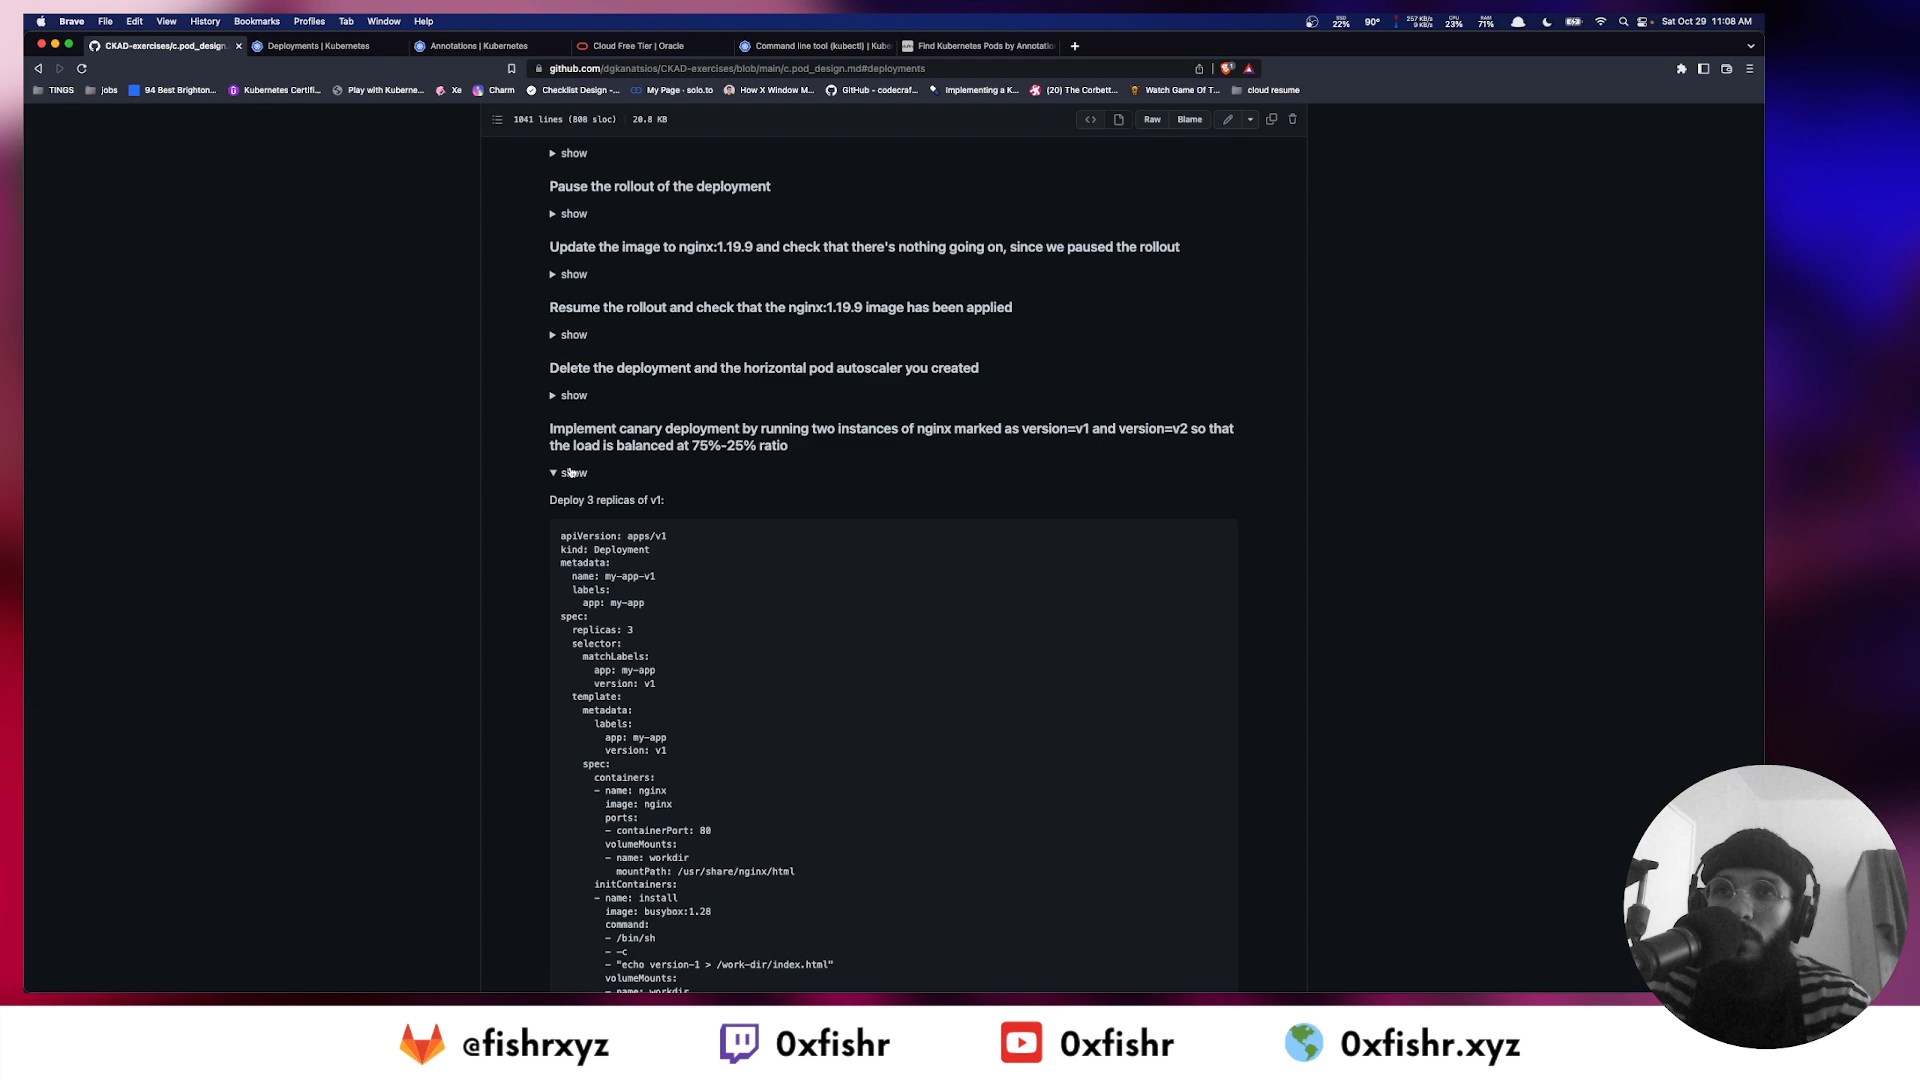 Brave File Edit View History Bookmarks Profiles Tab Window Help
SSD 22% 90° 257 KB/s 9 KB/s CPU 23% RAM 71% Sat Oct 29 11:08 AM
CKAD-exercises/c.pod_design. Deployments | Kubernetes Annotations | Kubernetes Cloud Free Tier | Oracle Command line tool (kubectl) | Kube Find Kubernetes Pods by Annotatio
github.com/dgkanatsios/CKAD-exercises/blob/main/c.pod_design.md#deployments
TINGS jobs 94 Best Brighton... Kubernetes Certifi... Play with Kuberne... Xe Charm Checklist Design -... My Page · solo.to How X Window M... GitHub - codecraf... Implementing a K... (20) The Corbett... Watch Game Of T... cloud resume
1041 lines (808 sloc) 20.8 KB Raw Blame
show
Pause the rollout of the deployment
show
Update the image to nginx:1.19.9 and check that there's nothing going on, since we paused the rollout
show
Resume the rollout and check that the nginx:1.19.9 image has been applied
show
Delete the deployment and the horizontal pod autoscaler you created
show
Implement canary deployment by running two instances of nginx marked as version=v1 and version=v2 so that
the load is balanced at 75%-25% ratio
show
Deploy 3 replicas of v1:
apiVersion: apps/v1
kind: Deployment
metadata:
name: my-app-v1
labels:
app: my-app
spec:
replicas: 3
selector:
matchLabels:
app: my-app
version: v1
template:
metadata:
labels:
app: my-app
version: v1
spec:
containers:
- name: nginx
image: nginx
ports:
- containerPort: 80
volumeMounts:
- name: workdir
mountPath: /usr/share/nginx/html
initContainers:
- name: install
image: busybox:1.28
command:
- /bin/sh
- -c
- "echo version-1 > /work-dir/index.html"
volumeMounts:
- name: workdir
@fishrxyz 0xfishr 0xfishr 0xfishr.xyz